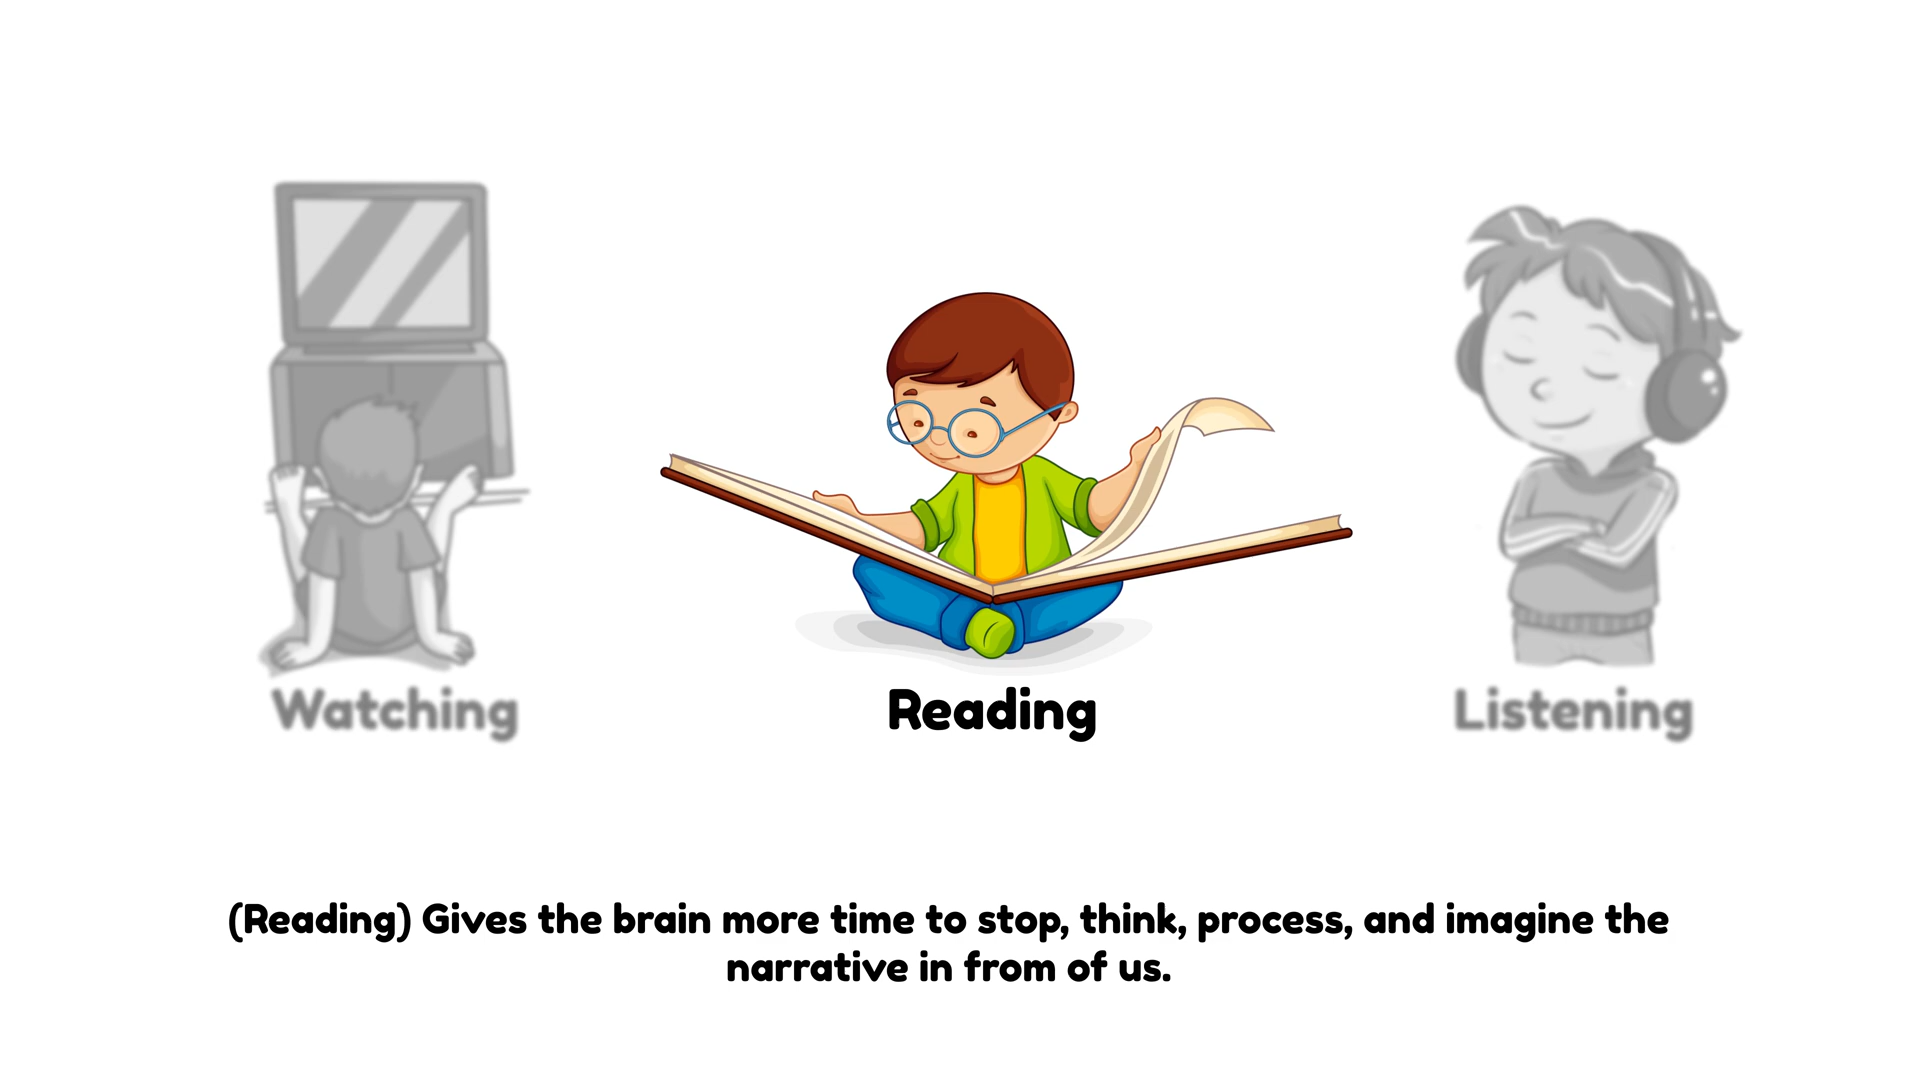 Watching
Reading
Listening
(Reading) Gives the brain more time to stop, think, process, and imagine the
narrative in from of us.